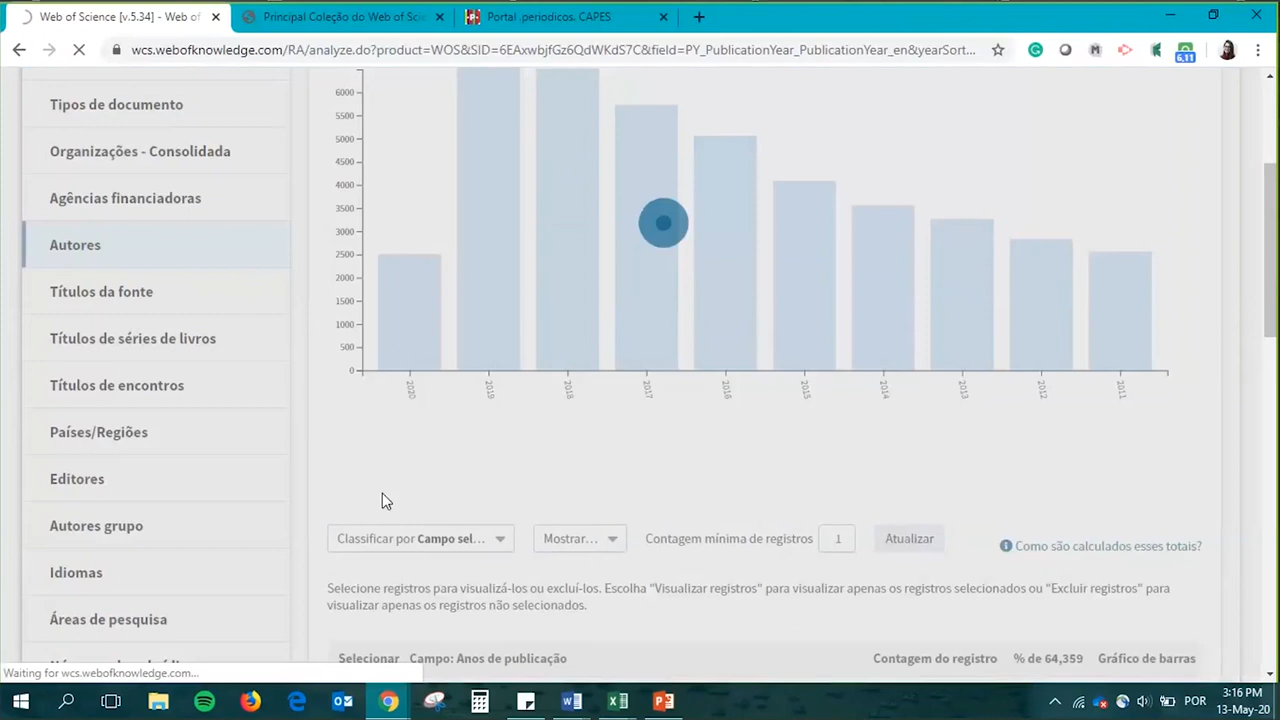 Web of Science [v.5.34] - Web of
Principal Coleção do Web of Scie
Portal .periodicos. CAPES
wcs.webofknowledge.com/RA/analyze.do?product=WOS&SID=6EAxwbjfGz6QdWKdS7C&field=PY_PublicationYear_PublicationYear_en&yearSort...
6,11
Tipos de documento
Organizações - Consolidada
Agências financiadoras
Autores
Títulos da fonte
Títulos de séries de livros
Títulos de encontros
Países/Regiões
Editores
Autores grupo
Idiomas
Áreas de pesquisa
6000
5500
5000
4500
4000
3500
3000
2500
2000
1500
1000
500
0
2020 2019 2018 2017 2016 2015 2014 2013 2012 2011
Classificar por Campo sel... Mostrar... Contagem mínima de registros 1 Atualizar
Como são calculados esses totais?
Selecione registros para visualizá-los ou excluí-los. Escolha "Visualizar registros" para visualizar apenas os registros selecionados ou "Excluir registros" para
visualizar apenas os registros não selecionados.
Selecionar Campo: Anos de publicação Contagem do registro % de 64,359 Gráfico de barras
Waiting for wcs.webofknowledge.com...
POR
3:16 PM
13-May-20